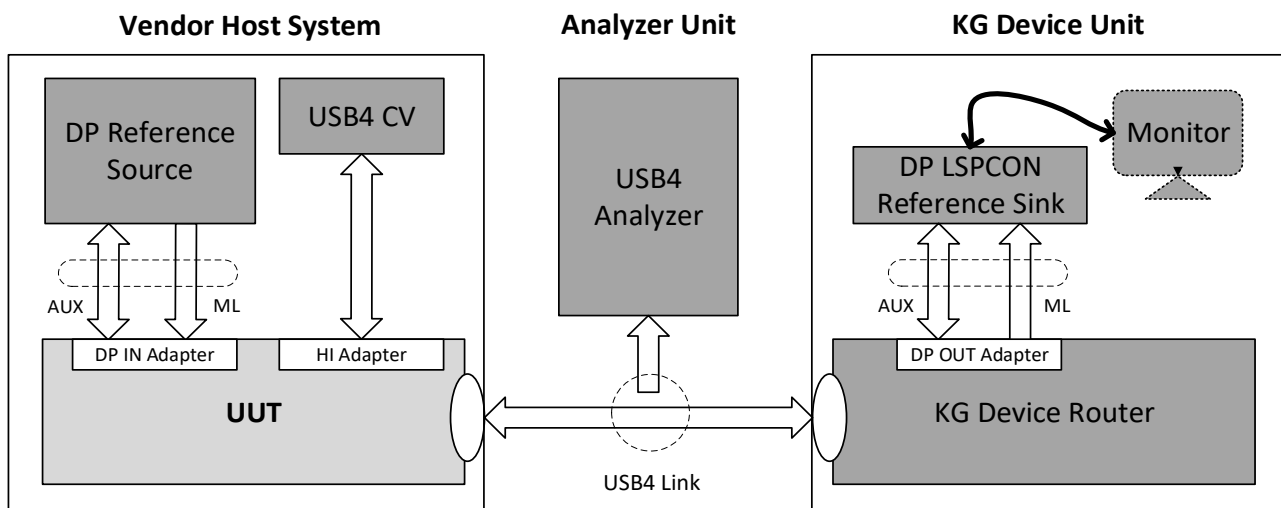 Vendor Host System
Analyzer Unit
KG Device Unit
DP Reference
Source
USB4 CV
USB4
Analyzer
DP LSPCON
Reference Sink
Monitor
AUX
ML
AUX
ML
DP IN Adapter
HI Adapter
DP OUT Adapter
UUT
KG Device Router
USB4 Link